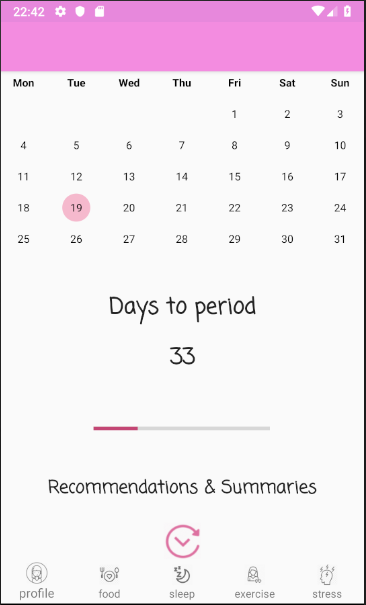 22:42
Mon Tue Wed Thu Fri Sat Sun
1 2 3
4 5 6 7 8 9 10
11 12 13 14 15 16 17
18 19 20 21 22 23 24
25 26 27 28 29 30 31
Days to period
33
Recommendations & Summaries
profile food sleep exercise stress